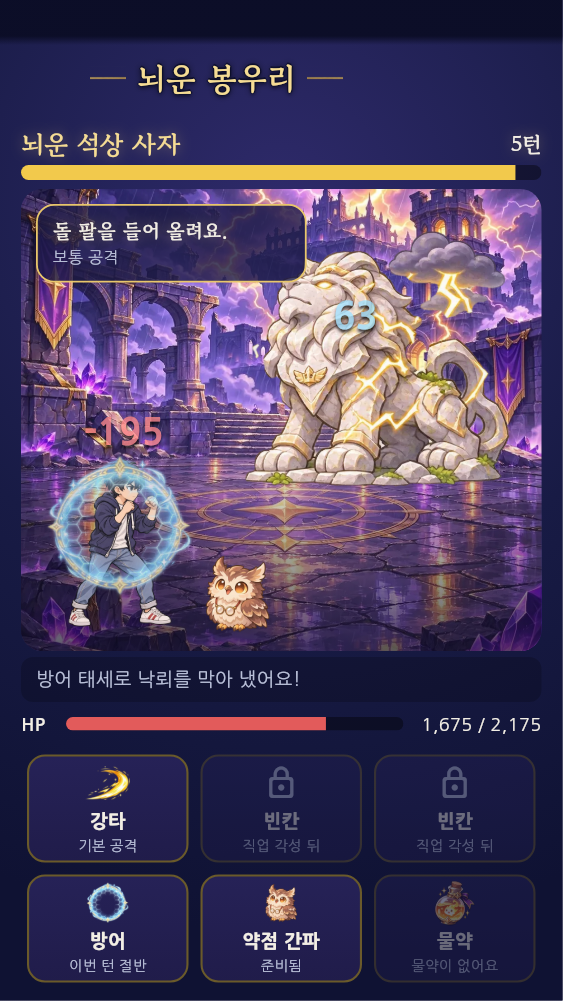 뇌운 봉우리
뇌운 석상 사자
5턴
돌 팔을 들어 올려요.
보통 공격
63
-195
방어 태세로 낙뢰를 막아 냈어요!
HP
1,675 / 2,175
강타
기본 공격
빈칸
직업 각성 뒤
빈칸
직업 각성 뒤
방어
이번 턴 절반
약점 간파
준비됨
물약
물약이 없어요